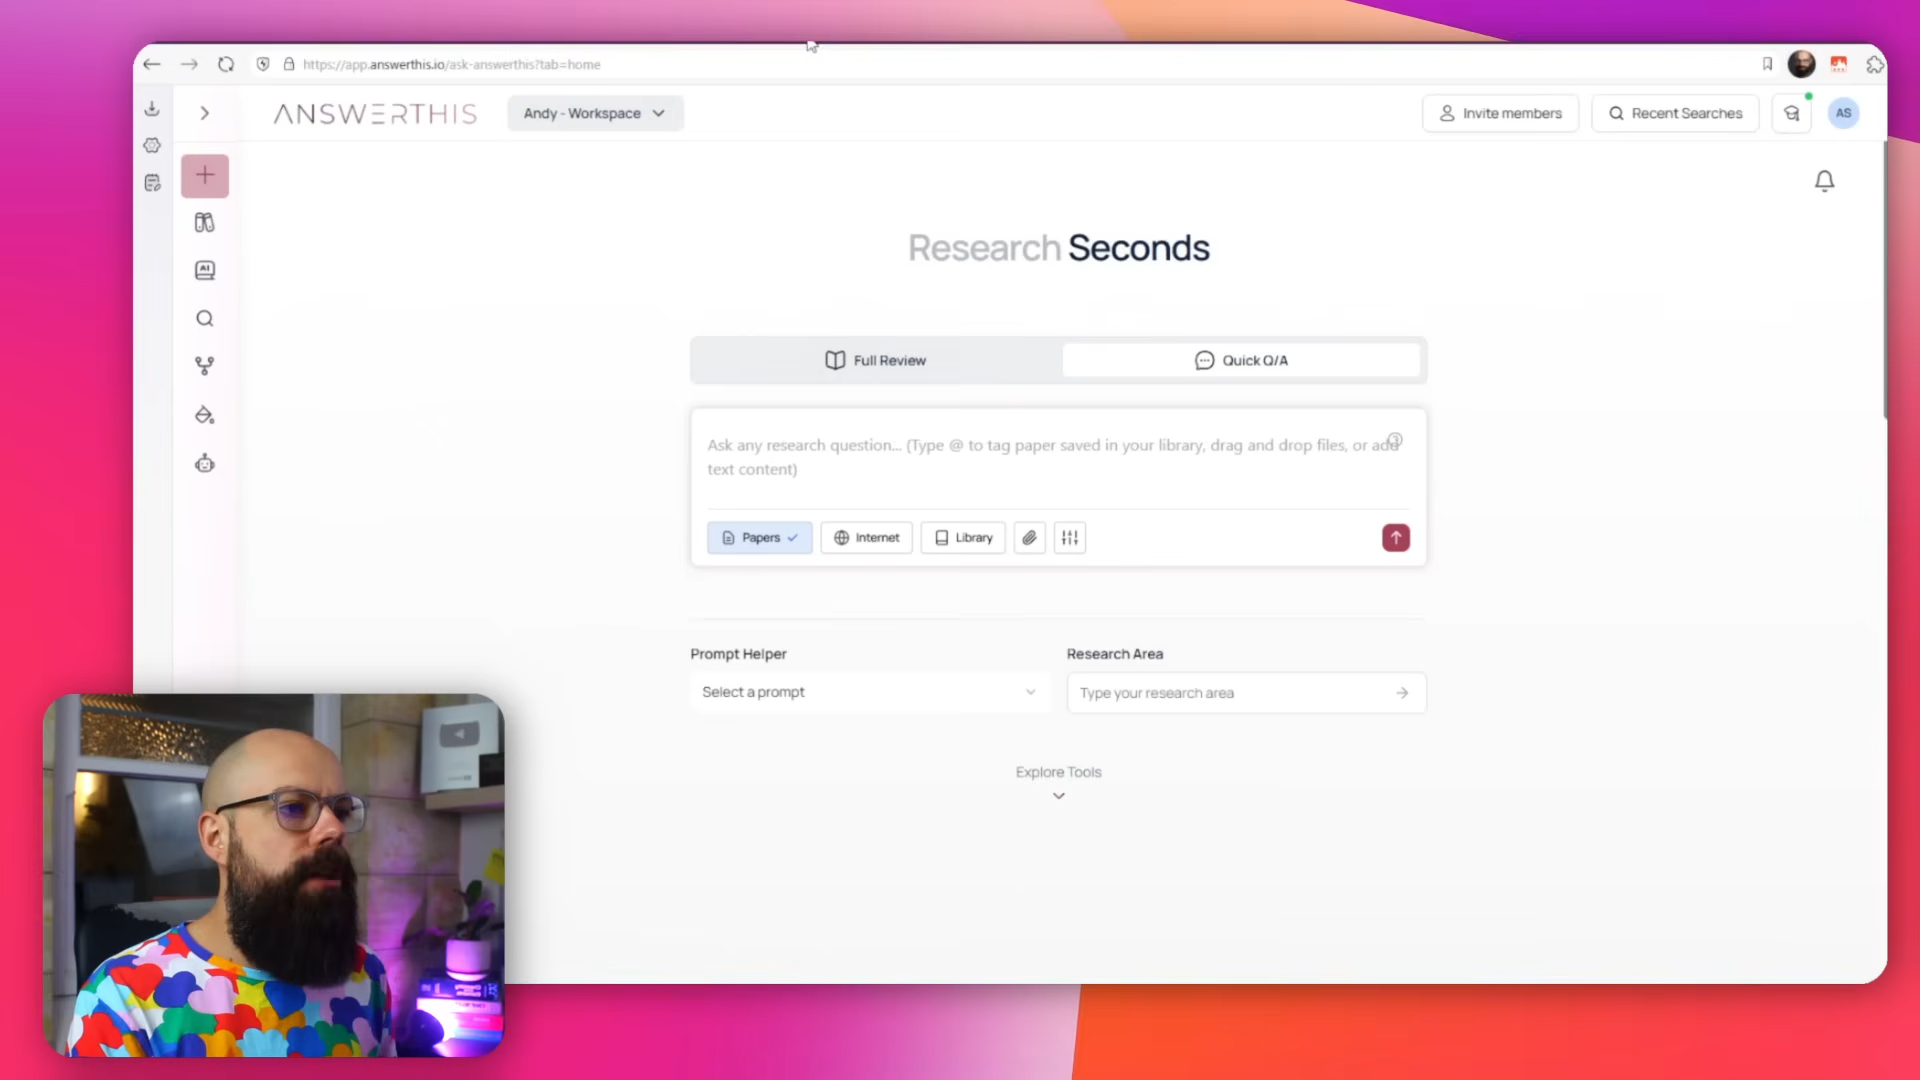 https://app.answerthis.io/ask-answerthis?tab=home
ANSWERTHIS
Andy - Workspace
Invite members
Recent Searches
AS
AI
Research Seconds
Full Review
Quick Q/A
Ask any research question... (Type @ to tag paper saved in your library, drag and drop files, or add
text content)
Papers
Internet
Library
Prompt Helper
Research Area
Select a prompt
Type your research area
Explore Tools